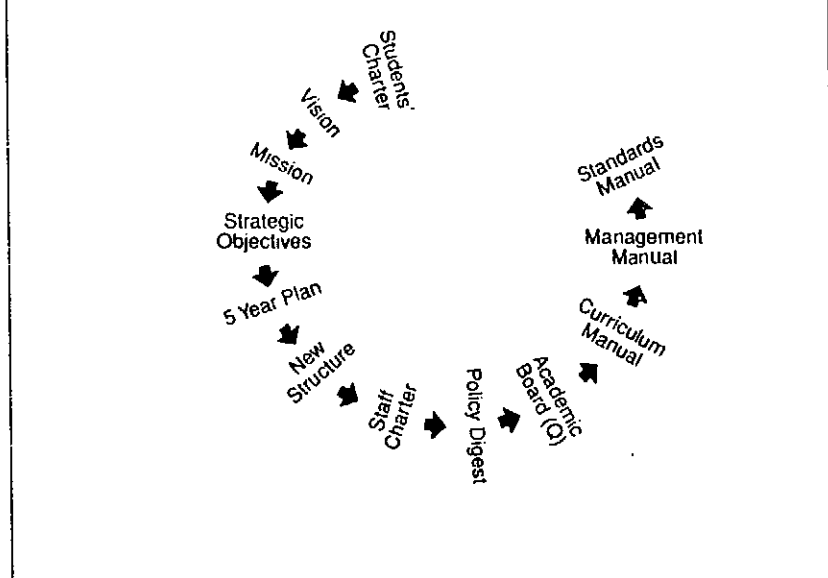 Students'
Charter
Vision
Mission
Strategic
Objectives
5 Year Plan
New
Structure
Staff
Charter
Policy Digest
Academic
Board (Q)
Curriculum
Manual
Management
Manual
Standards
Manual